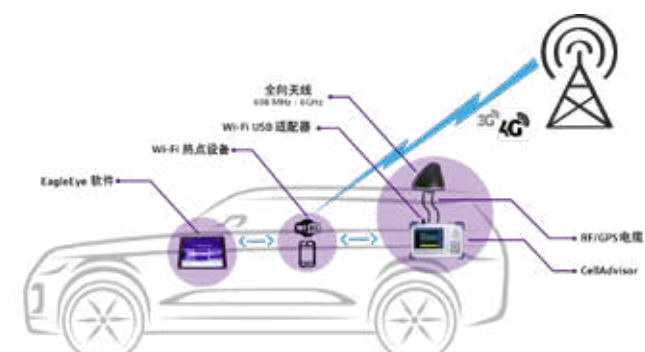 全向天线
608 MHz - 6GHz
Wi-Fi USB 适配器
3G
4G
Wi-Fi 热点设备
EagleEye 软件
RF/GPS电缆
CellAdvisor